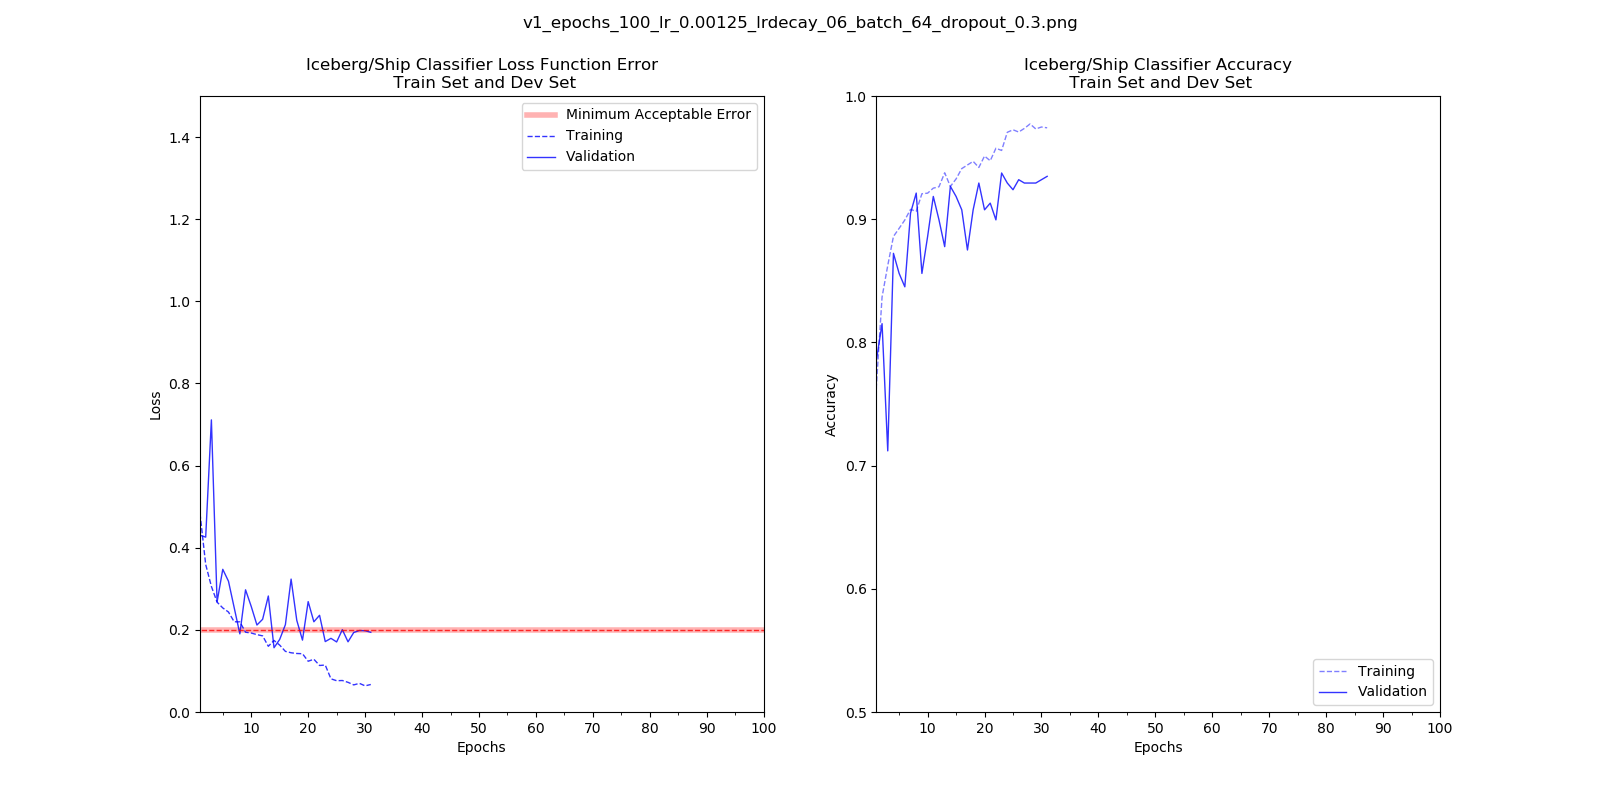 v1_epochs_100_lr_0.00125_lrdecay_06_batch_64_dropout_0.3.png
Iceberg/Ship Classifier Loss Function Error
Train Set and Dev Set
Minimum Acceptable Error
Training
Validation
1.4
1.2
1.0
0.8
0.6
0.4
0.2
0.0
Loss
10 20 30 40 50 60 70 80 90 100
Epochs
Iceberg/Ship Classifier Accuracy
Train Set and Dev Set
1.0
0.9
0.8
0.7
0.6
0.5
Accuracy
Training
Validation
10 20 30 40 50 60 70 80 90 100
Epochs